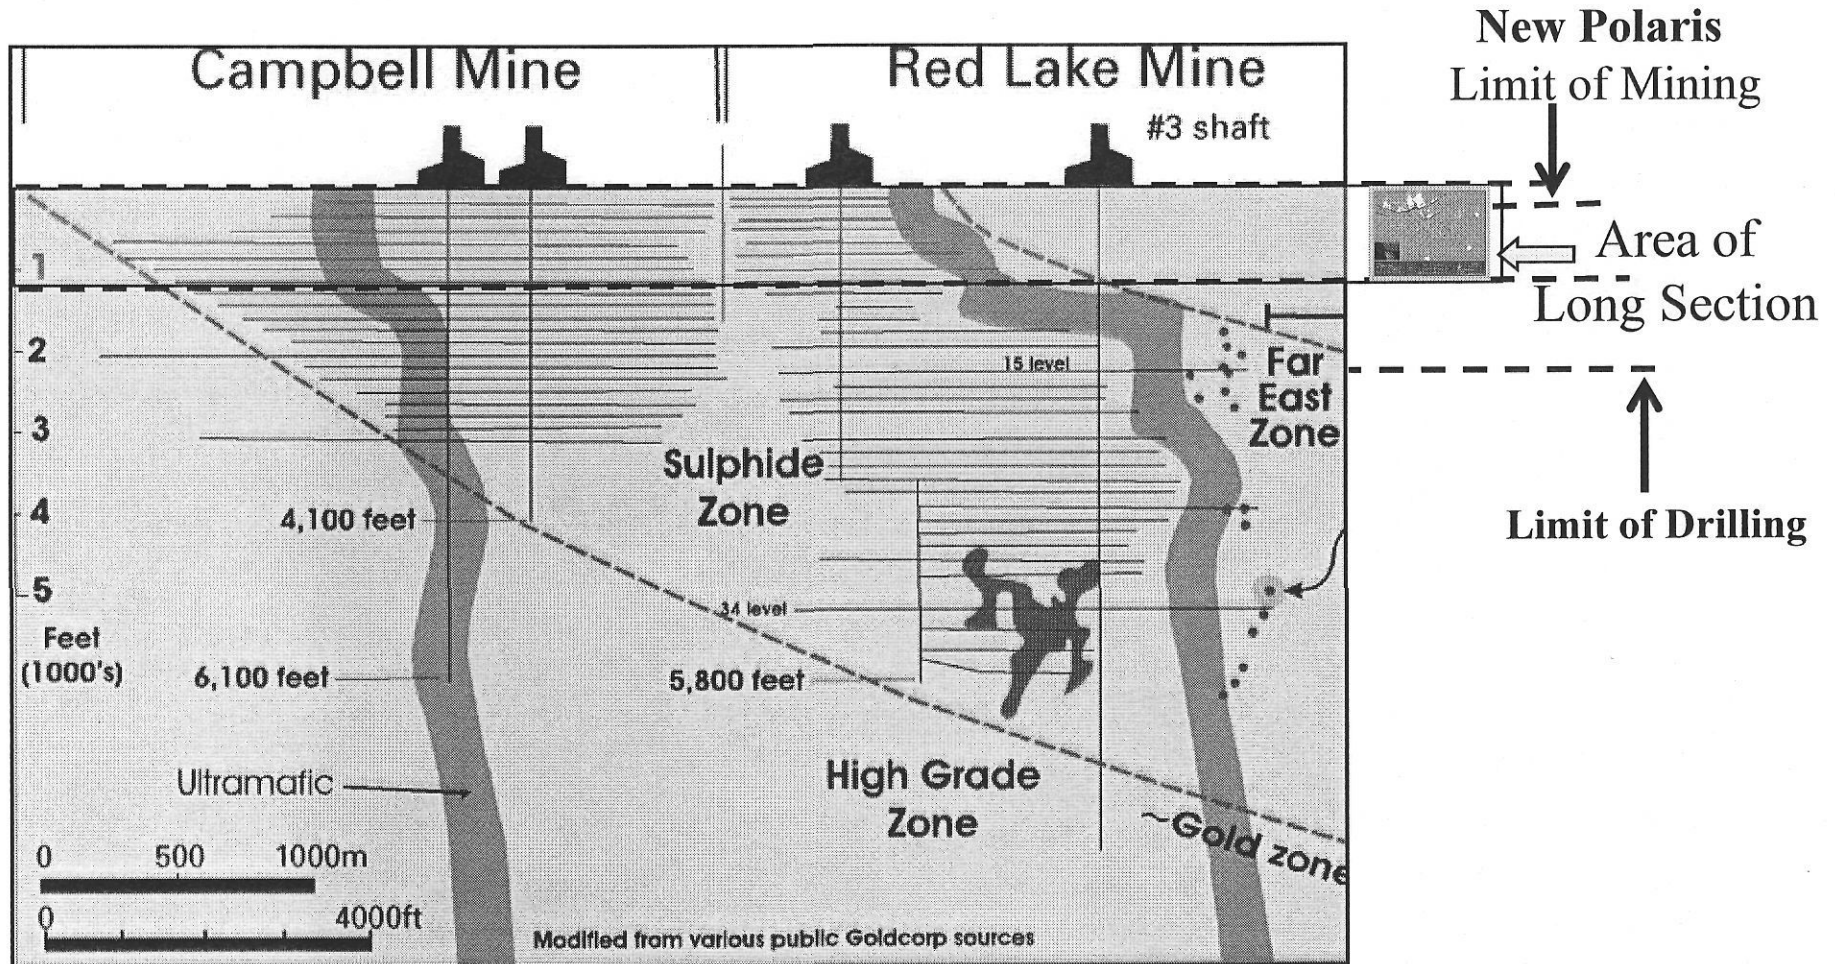 New Polaris
Limit of Mining
Campbell Mine
Red Lake Mine
#3 shaft
Area of
Long Section
1
2
3
4
5
Feet
(1000's)
15 level
Far
East
Zone
Sulphide
Zone
4,100 feet
Limit of Drilling
34 level
6,100 feet
5,800 feet
Ultramafic
High Grade
Zone
~Gold zone
0 500 1000m
0 4000ft
Modified from various public Goldcorp sources